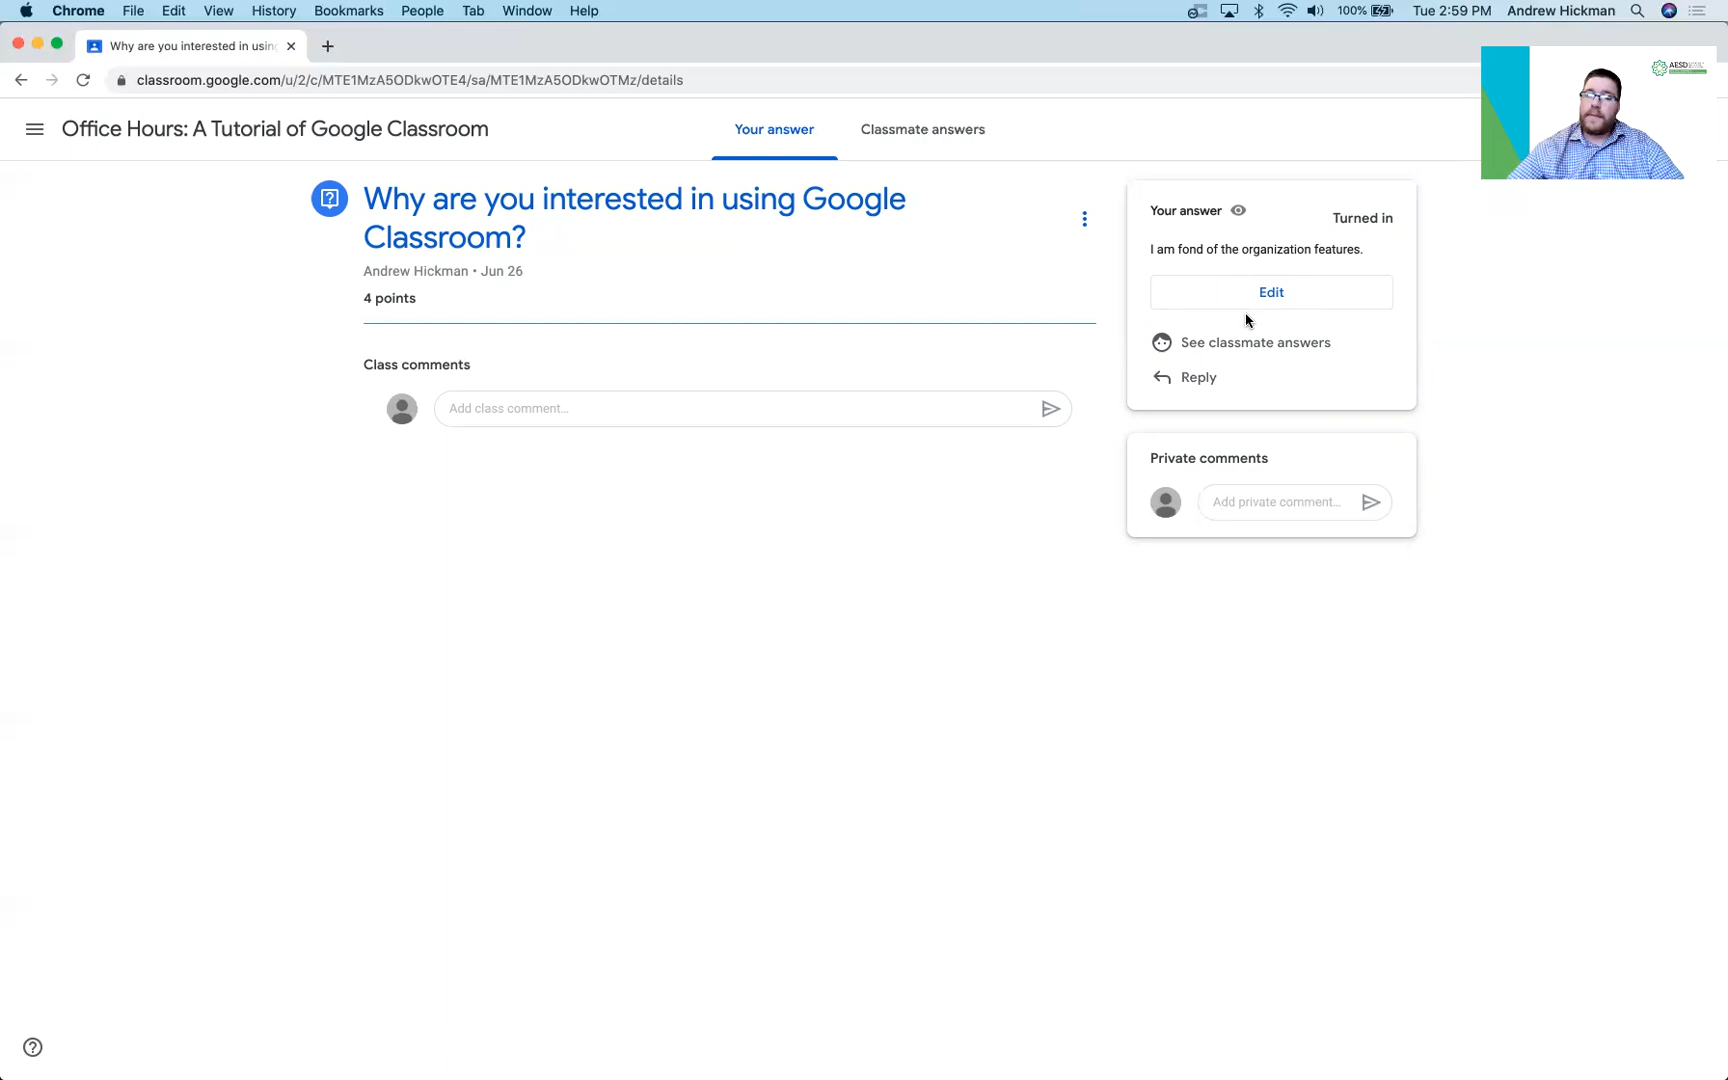 Chrome File Edit View History Bookmarks People Tab Window Help 100% Tue 2:59 PM Andrew Hickman
Why are you interested in usin
classroom.google.com/u/2/c/MTE1MzA5ODkwOTE4/sa/MTE1MzA5ODkwOTMz/details
AESD
Office Hours: A Tutorial of Google Classroom
Your answer
Classmate answers
Why are you interested in using Google
Classroom?
Andrew Hickman • Jun 26
4 points
Class comments
Add class comment...
Your answer
Turned in
I am fond of the organization features.
Edit
See classmate answers
Reply
Private comments
Add private comment...